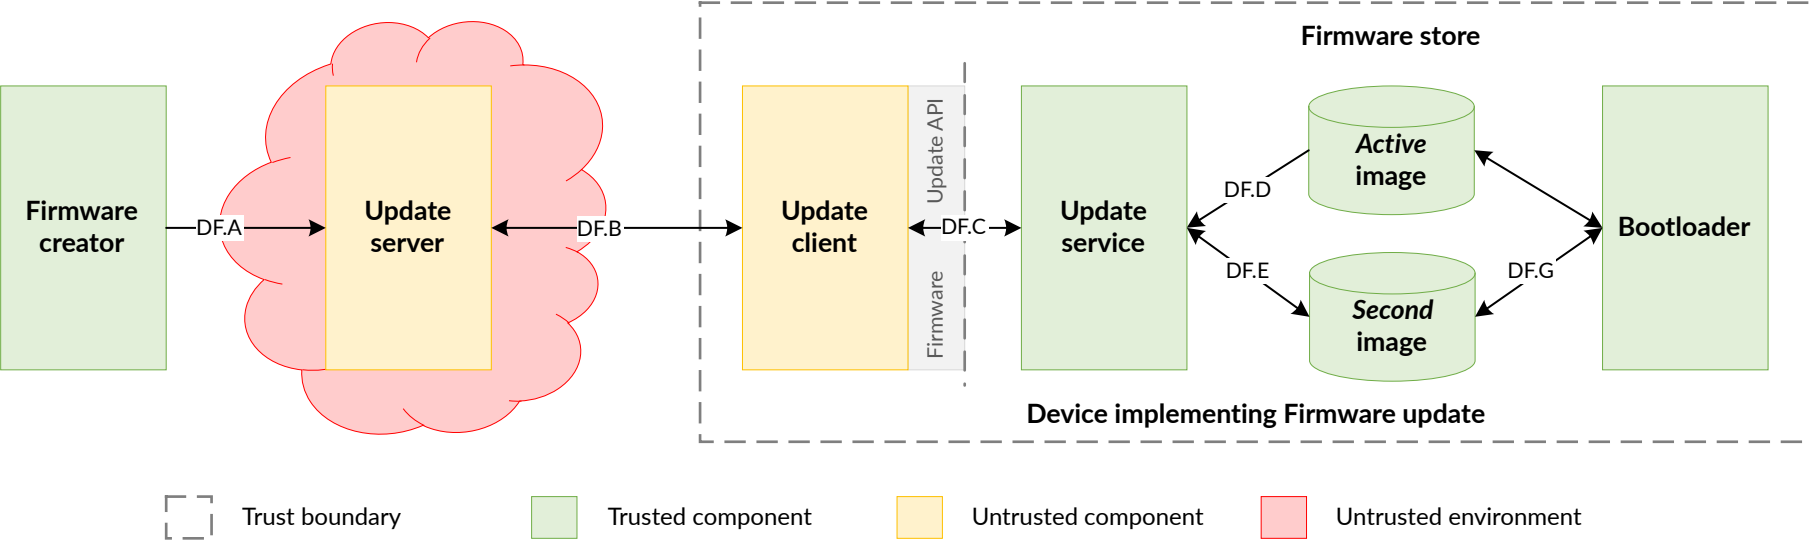 Firmware store
Firmware
creator
DF.A
Update
server
DF.B
Update
client
Firmware Update API
DF.C
Update
service
DF.D
DF.E
Active
image
Second
image
DF.G
Bootloader
Device implementing Firmware update
Trust boundary
Trusted component
Untrusted component
Untrusted environment